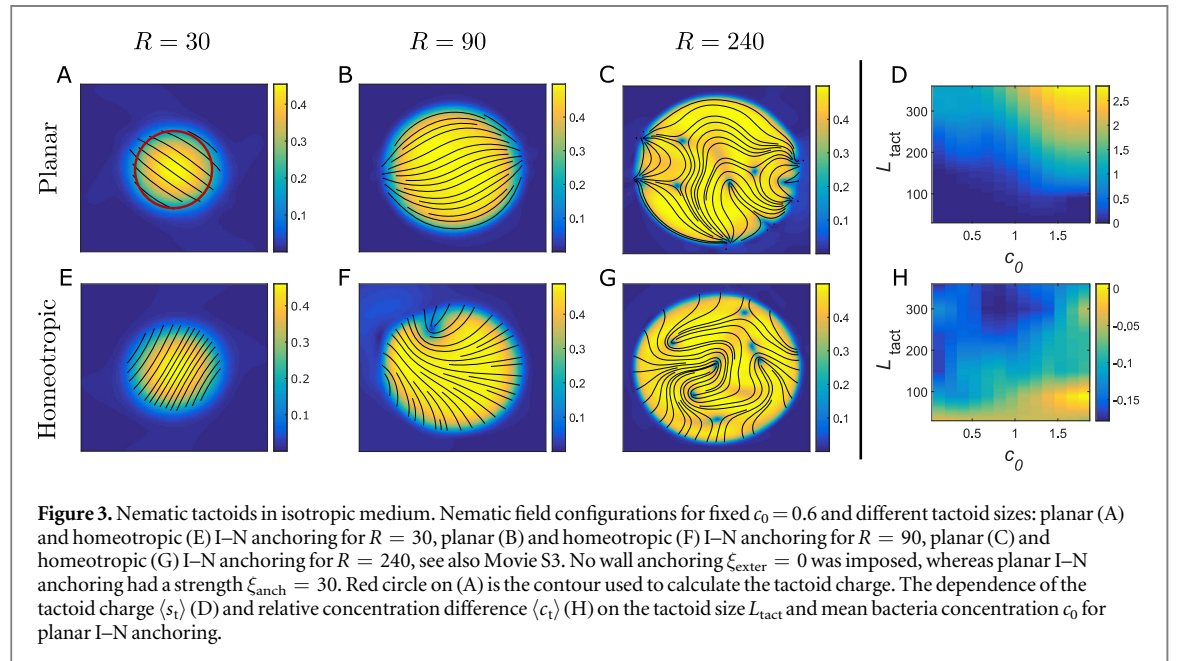 R = 30
R = 90
R = 240
A
B
C
D
Planar
0.4
0.3
0.2
0.1
0.4
0.3
0.2
0.1
0.4
0.3
0.2
0.1
L_tact
300
200
100
0.5
1
1.5
c_0
2.5
2
1.5
1
0.5
0
E
F
G
H
Homeotropic
0.4
0.3
0.2
0.1
0.4
0.3
0.2
0.1
0.4
0.3
0.2
0.1
L_tact
300
200
100
0.5
1
1.5
c_0
0
-0.05
-0.1
-0.15
Figure 3. Nematic tactoids in isotropic medium. Nematic field configurations for fixed c₀ = 0.6 and different tactoid sizes: planar (A)
and homeotropic (E) I–N anchoring for R = 30, planar (B) and homeotropic (F) I–N anchoring for R = 90, planar (C) and
homeotropic (G) I–N anchoring for R = 240, see also Movie S3. No wall anchoring ξ_exter = 0 was imposed, whereas planar I–N
anchoring had a strength ξ_anch = 30. Red circle on (A) is the contour used to calculate the tactoid charge. The dependence of the
tactoid charge ⟨s_t⟩ (D) and relative concentration difference ⟨c_t⟩ (H) on the tactoid size L_tact and mean bacteria concentration c₀ for
planar I–N anchoring.